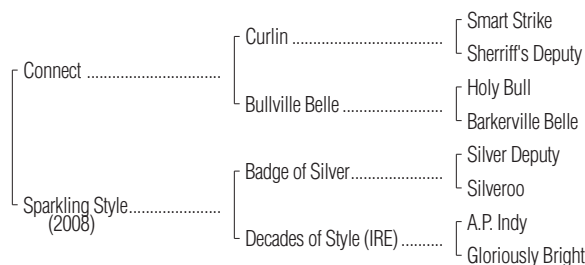 Smart Strike
Curlin
Sherriff's Deputy
Connect
Holy Bull
Bullville Belle
Barkerville Belle
Silver Deputy
Badge of Silver
Silveroo
Sparkling Style
(2008)
A.P. Indy
Decades of Style (IRE)
Gloriously Bright